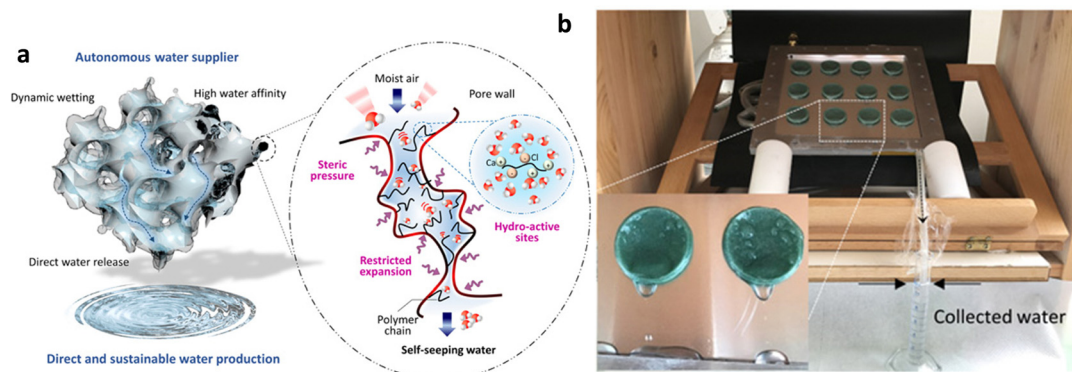 a
Autonomous water supplier
Dynamic wetting
High water affinity
Direct water release
Direct and sustainable water production
Moist air
Pore wall
Steric
pressure
Ca
Cl
Hydro-active
sites
Restricted
expansion
Polymer
chain
Self-seeping water
b
Collected water